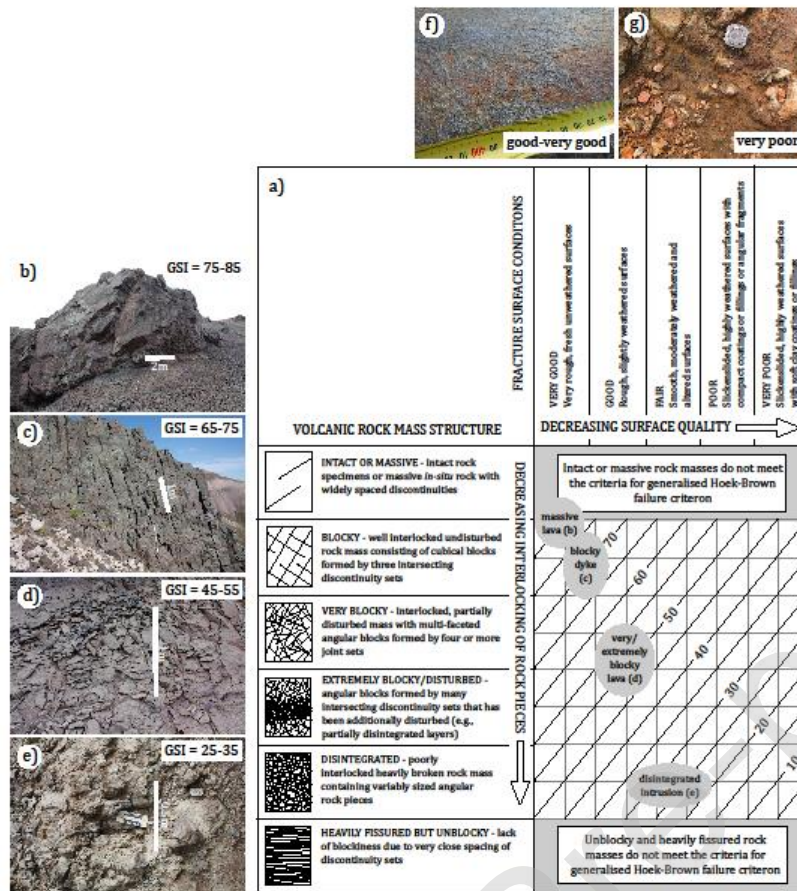 f)
g)
good-very good
very poor
a)
b)
GSI = 75-85
2m
c)
GSI = 65-75
d)
GSI = 45-55
e)
GSI = 25-35
FRACTURE SURFACE CONDITONS
VERY GOOD
Very rough, fresh unweathered surfaces
GOOD
Rough, slightly weathered surfaces
FAIR
Smooth, moderately weathered and
altered surfaces
POOR
Slickensided, highly weathered surfaces with
compact coatings or fillings or angular fragments
VERY POOR
Slickensided, highly weathered surfaces
with soft clay coatings or fillings
VOLCANIC ROCK MASS STRUCTURE
DECREASING SURFACE QUALITY
DECREASING INTERLOCKING OF ROCK PIECES
INTACT OR MASSIVE - intact rock
specimens or massive in-situ rock with
widely spaced discontinuities
BLOCKY - well interlocked undisturbed
rock mass consisting of cubical blocks
formed by three intersecting
discontinuity sets
VERY BLOCKY - interlocked, partially
disturbed mass with multi-faceted
angular blocks formed by four or more
joint sets
EXTREMELY BLOCKY/DISTURBED -
angular blocks formed by many
intersecting discontinuity sets that has
been additionally disturbed (e.g.,
partially disintegrated layers)
DISINTEGRATED - poorly
interlocked heavily broken rock mass
containing variably sized angular
rock pieces
HEAVILY FISSURED BUT UNBLOCKY - lack
of blockiness due to very close spacing of
discontinuity sets
Intact or massive rock masses do not meet
the criteria for generalised Hoek-Brown
failure criteron
massive
lava (b)
blocky
dyke
(c)
very/
extremely
blocky
lava (d)
disintegrated
intrusion (e)
70
60
50
40
30
20
10
Unblocky and heavily fissured rock
masses do not meet the criteria for
generalised Hoek-Brown failure criterion